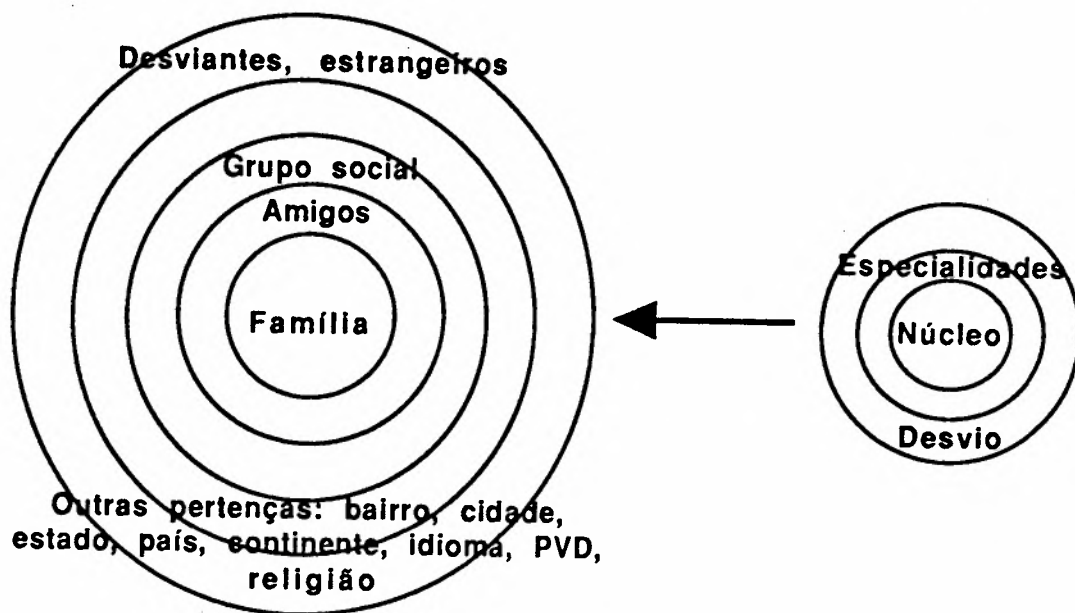 Desviantes, estrangeiros
Grupo social
Amigos
Família
Outras pertenças: bairro, cidade,
estado, país, continente, idioma, PVD,
religião
Especialidades
Núcleo
Desvio